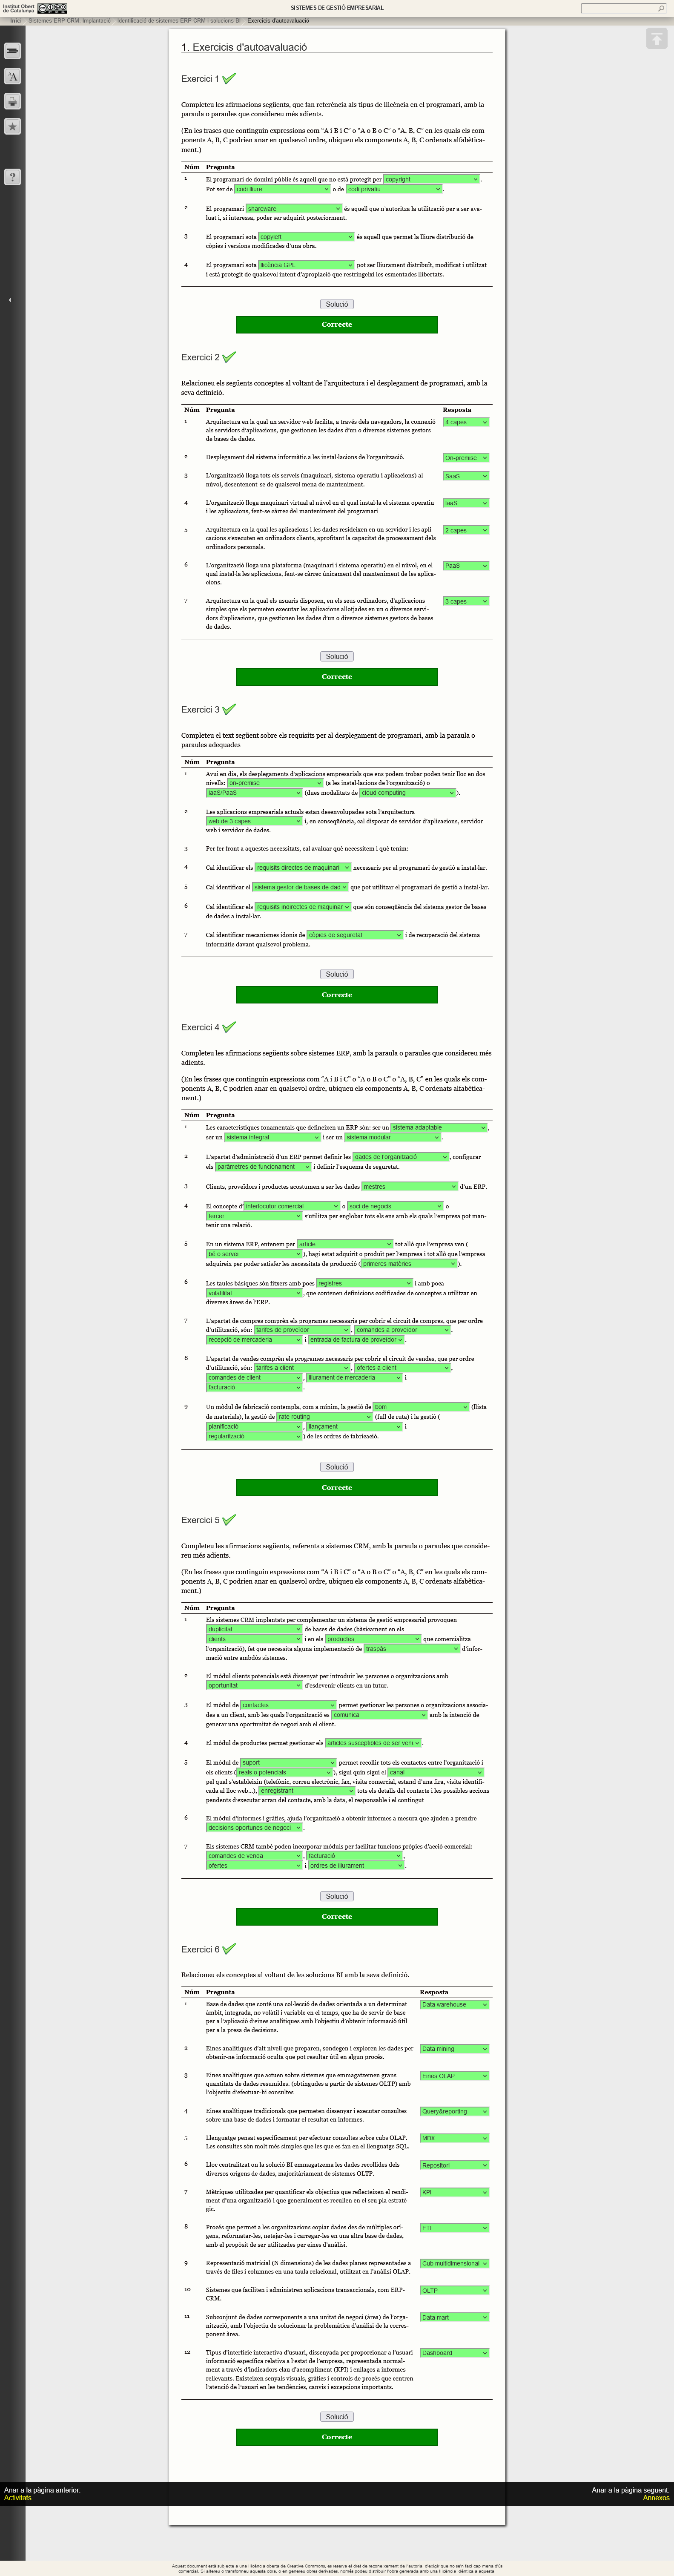 Institut Obert
de Catalunya
SISTEMES DE GESTIÓ EMPRESARIAL
Inici Sistemes ERP-CRM. Implantació Identificació de sistemes ERP-CRM i solucions BI Exercicis d'autoavaluació
1. Exercicis d'autoavaluació
Exercici 1
Completeu les afirmacions següents, que fan referència als tipus de llicència en el programari, amb la
paraula o paraules que considereu més adients.
(En les frases que continguin expressions com “A i B i C” o “A o B o C” o “A, B, C” en les quals els com-
ponents A, B, C podrien anar en qualsevol ordre, ubiqueu els components A, B, C ordenats alfabètica-
ment.)
Núm Pregunta
1 El programari de domini públic és aquell que no està protegit per copyright .
Pot ser de codi lliure o de codi privatiu .
2 El programari shareware és aquell que n'autoritza la utilització per a ser ava-
luat i, si interessa, poder ser adquirit posteriorment.
3 El programari sota copyleft és aquell que permet la lliure distribució de
còpies i versions modificades d'una obra.
4 El programari sota llicència GPL pot ser lliurament distribuït, modificat i utilitzat
i està protegit de qualsevol intent d'apropiació que restringeixi les esmentades llibertats.
Solució
Correcte
Exercici 2
Relacioneu els següents conceptes al voltant de l'arquitectura i el desplegament de programari, amb la
seva definició.
Núm Pregunta Resposta
1 Arquitectura en la qual un servidor web facilita, a través dels navegadors, la connexió 4 capes
als servidors d'aplicacions, que gestionen les dades d'un o diversos sistemes gestors
de bases de dades.
2 Desplegament del sistema informàtic a les instal·lacions de l'organització. On-premise
3 L'organització lloga tots els serveis (maquinari, sistema operatiu i aplicacions) al SaaS
núvol, desentenent-se de qualsevol mena de manteniment.
4 L'organització lloga maquinari virtual al núvol en el qual instal·la el sistema operatiu IaaS
i les aplicacions, fent-se càrrec del manteniment del programari
5 Arquitectura en la qual les aplicacions i les dades resideixen en un servidor i les apli- 2 capes
cacions s'executen en ordinadors clients, aprofitant la capacitat de processament dels
ordinadors personals.
6 L'organització lloga una plataforma (maquinari i sistema operatiu) en el núvol, en el PaaS
qual instal·la les aplicacions, fent-se càrrec únicament del manteniment de les aplica-
cions.
7 Arquitectura en la qual els usuaris disposen, en els seus ordinadors, d'aplicacions 3 capes
simples que els permeten executar les aplicacions allotjades en un o diversos servi-
dors d'aplicacions, que gestionen les dades d'un o diversos sistemes gestors de bases
de dades.
Solució
Correcte
Exercici 3
Completeu el text següent sobre els requisits per al desplegament de programari, amb la paraula o
paraules adequades
Núm Pregunta
1 Avui en dia, els desplegaments d'aplicacions empresarials que ens podem trobar poden tenir lloc en dos
nivells: on-premise (a les instal·lacions de l'organització) o
IaaS/PaaS (dues modalitats de cloud computing ).
2 Les aplicacions empresarials actuals estan desenvolupades sota l'arquitectura
web de 3 capes i, en conseqüència, cal disposar de servidor d'aplicacions, servidor
web i servidor de dades.
3 Per fer front a aquestes necessitats, cal avaluar què necessitem i què tenim:
4 Cal identificar els requisits directes de maquinari necessaris per al programari de gestió a instal·lar.
5 Cal identificar el sistema gestor de bases de dad que pot utilitzar el programari de gestió a instal·lar.
6 Cal identificar els requisits indirectes de maquinar que són conseqüència del sistema gestor de bases
de dades a instal·lar.
7 Cal identificar mecanismes idonis de còpies de seguretat i de recuperació del sistema
informàtic davant qualsevol problema.
Solució
Correcte
Exercici 4
Completeu les afirmacions següents sobre sistemes ERP, amb la paraula o paraules que considereu més
adients.
(En les frases que continguin expressions com “A i B i C” o “A o B o C” o “A, B, C” en les quals els com-
ponents A, B, C podrien anar en qualsevol ordre, ubiqueu els components A, B, C ordenats alfabètica-
ment.)
Núm Pregunta
1 Les característiques fonamentals que defineixen un ERP són: ser un sistema adaptable ,
ser un sistema integral i ser un sistema modular .
2 L'apartat d'administració d'un ERP permet definir les dades de l'organització , configurar
els paràmetres de funcionament i definir l'esquema de seguretat.
3 Clients, proveïdors i productes acostumen a ser les dades mestres d'un ERP.
4 El concepte d' interlocutor comercial o soci de negocis o
tercer s'utilitza per englobar tots els ens amb els quals l'empresa pot man-
tenir una relació.
5 En un sistema ERP, entenem per article tot allò que l'empresa ven (
bé o servei ), hagi estat adquirit o produït per l'empresa i tot allò que l'empresa
adquireix per poder satisfer les necessitats de producció ( primeres matèries ).
6 Les taules bàsiques són fitxers amb pocs registres i amb poca
volatilitat , que contenen definicions codificades de conceptes a utilitzar en
diverses àrees de l'ERP.
7 L'apartat de compres comprèn els programes necessaris per cobrir el circuit de compres, que per ordre
d'utilització, són: tarifes de proveïdor , comandes a proveïdor ,
recepció de mercaderia i entrada de factura de proveïdor .
8 L'apartat de vendes comprèn els programes necessaris per cobrir el circuit de vendes, que per ordre
d'utilització, són: tarifes a client , ofertes a client ,
comandes de client , lliurament de mercaderia i
facturació .
9 Un mòdul de fabricació contempla, com a mínim, la gestió de bom (llista
de materials), la gestió de rate routing (full de ruta) i la gestió (
planificació , llançament i
regularització ) de les ordres de fabricació.
Solució
Correcte
Exercici 5
Completeu les afirmacions següents, referents a sistemes CRM, amb la paraula o paraules que conside-
reu més adients.
(En les frases que continguin expressions com “A i B i C” o “A o B o C” o “A, B, C” en les quals els com-
ponents A, B, C podrien anar en qualsevol ordre, ubiqueu els components A, B, C ordenats alfabètica-
ment.)
Núm Pregunta
1 Els sistemes CRM implantats per complementar un sistema de gestió empresarial provoquen
duplicitat de bases de dades (bàsicament en els
clients i en els productes que comercialitza
l'organització), fet que necessita alguna implementació de traspàs d'infor-
mació entre ambdós sistemes.
2 El mòdul clients potencials està dissenyat per introduir les persones o organitzacions amb
oportunitat d'esdevenir clients en un futur.
3 El mòdul de contactes permet gestionar les persones o organitzacions associa-
des a un client, amb les quals l'organització es comunica amb la intenció de
generar una oportunitat de negoci amb el client.
4 El mòdul de productes permet gestionar els articles susceptibles de ser venu .
5 El mòdul de suport permet recollir tots els contactes entre l'organització i
els clients ( reals o potencials ), sigui quin sigui el canal
pel qual s'estableixin (telefònic, correu electrònic, fax, visita comercial, estand d'una fira, visita identifi-
cada al lloc web...), enregistrant tots els detalls del contacte i les possibles accions
pendents d'executar arran del contacte, amb la data, el responsable i el contingut
6 El mòdul d'informes i gràfics, ajuda l'organització a obtenir informes a mesura que ajuden a prendre
decisions oportunes de negoci .
7 Els sistemes CRM també poden incorporar mòduls per facilitar funcions pròpies d'acció comercial:
comandes de venda , facturació ,
ofertes i ordres de lliurament .
Solució
Correcte
Exercici 6
Relacioneu els conceptes al voltant de les solucions BI amb la seva definició.
Núm Pregunta Resposta
1 Base de dades que conté una col·lecció de dades orientada a un determinat Data warehouse
àmbit, integrada, no volàtil i variable en el temps, que ha de servir de base
per a l'aplicació d'eines analítiques amb l'objectiu d'obtenir informació útil
per a la presa de decisions.
2 Eines analítiques d'alt nivell que preparen, sondegen i exploren les dades per Data mining
obtenir-ne informació oculta que pot resultar útil en algun procés.
3 Eines analítiques que actuen sobre sistemes que emmagatzemen grans Eines OLAP
quantitats de dades resumides. (obtingudes a partir de sistemes OLTP) amb
l'objectiu d'efectuar-hi consultes
4 Eines analítiques tradicionals que permeten dissenyar i executar consultes Query&reporting
sobre una base de dades i formatar el resultat en informes.
5 Llenguatge pensat específicament per efectuar consultes sobre cubs OLAP. MDX
Les consultes són molt més simples que les que es fan en el llenguatge SQL.
6 Lloc centralitzat on la solució BI emmagatzema les dades recollides dels Repositori
diversos orígens de dades, majoritàriament de sistemes OLTP.
7 Mètriques utilitzades per quantificar els objectius que reflecteixen el rendi- KPI
ment d'una organització i que generalment es recullen en el seu pla estratè-
gic.
8 Procés que permet a les organitzacions copiar dades des de múltiples orí- ETL
gens, reformatar-les, netejar-les i carregar-les en una altra base de dades,
amb el propòsit de ser utilitzades per eines d'anàlisi.
9 Representació matricial (N dimensions) de les dades planes representades a Cub multidimensional
través de files i columnes en una taula relacional, utilitzat en l'anàlisi OLAP.
10 Sistemes que faciliten i administren aplicacions transaccionals, com ERP- OLTP
CRM.
11 Subconjunt de dades corresponents a una unitat de negoci (àrea) de l'orga- Data mart
nització, amb l'objectiu de solucionar la problemàtica d'anàlisi de la corres-
ponent àrea.
12 Tipus d'interfície interactiva d'usuari, dissenyada per proporcionar a l'usuari Dashboard
informació específica relativa a l'estat de l'empresa, representada normal-
ment a través d'indicadors clau d'acompliment (KPI) i enllaços a informes
rellevants. Existeixen senyals visuals, gràfics i controls de procés que centren
l'atenció de l'usuari en les tendències, canvis i excepcions importants.
Solució
Correcte
Anar a la pàgina anterior:
Activitats
Anar a la pàgina següent:
Annexos
Aquest document està subjecte a una llicència oberta de Creative Commons, es reserva el dret de reconeixement de l'autoria, d'exigir que no se'n faci cap mena d'ús
comercial. Si altereu o transformeu aquesta obra, o en genereu obres derivades, només podeu distribuir l'obra generada amb una llicència idèntica a aquesta.